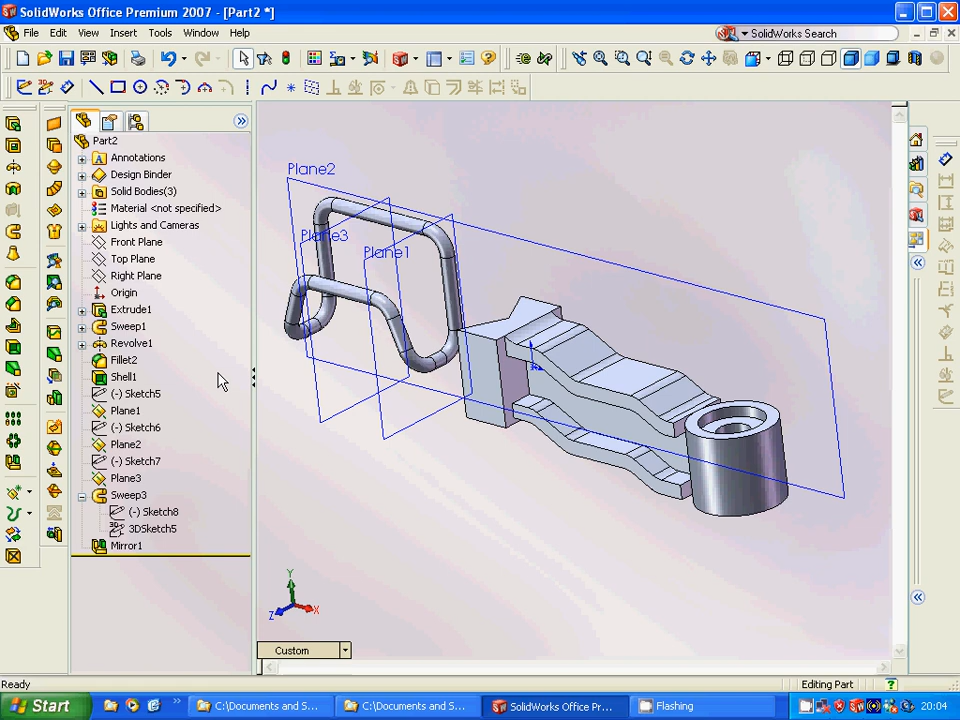 SolidWorks Office Premium 2007 - [Part2 *]
File Edit View Insert Tools Window Help
SolidWorks Search
Part2
Annotations
Design Binder
Solid Bodies(3)
Material <not specified>
Lights and Cameras
Front Plane
Top Plane
Right Plane
Origin
Extrude1
Sweep1
Revolve1
Fillet2
Shell1
(-) Sketch5
Plane1
(-) Sketch6
Plane2
(-) Sketch7
Plane3
Sweep3
(-) Sketch8
3DSketch5
Mirror1
Plane2
Plane3
Plane1
Y
Z
X
Custom
Ready
Editing Part
Start
C:\Documents and S...
C:\Documents and S...
SolidWorks Office Pr...
Flashing
20:04